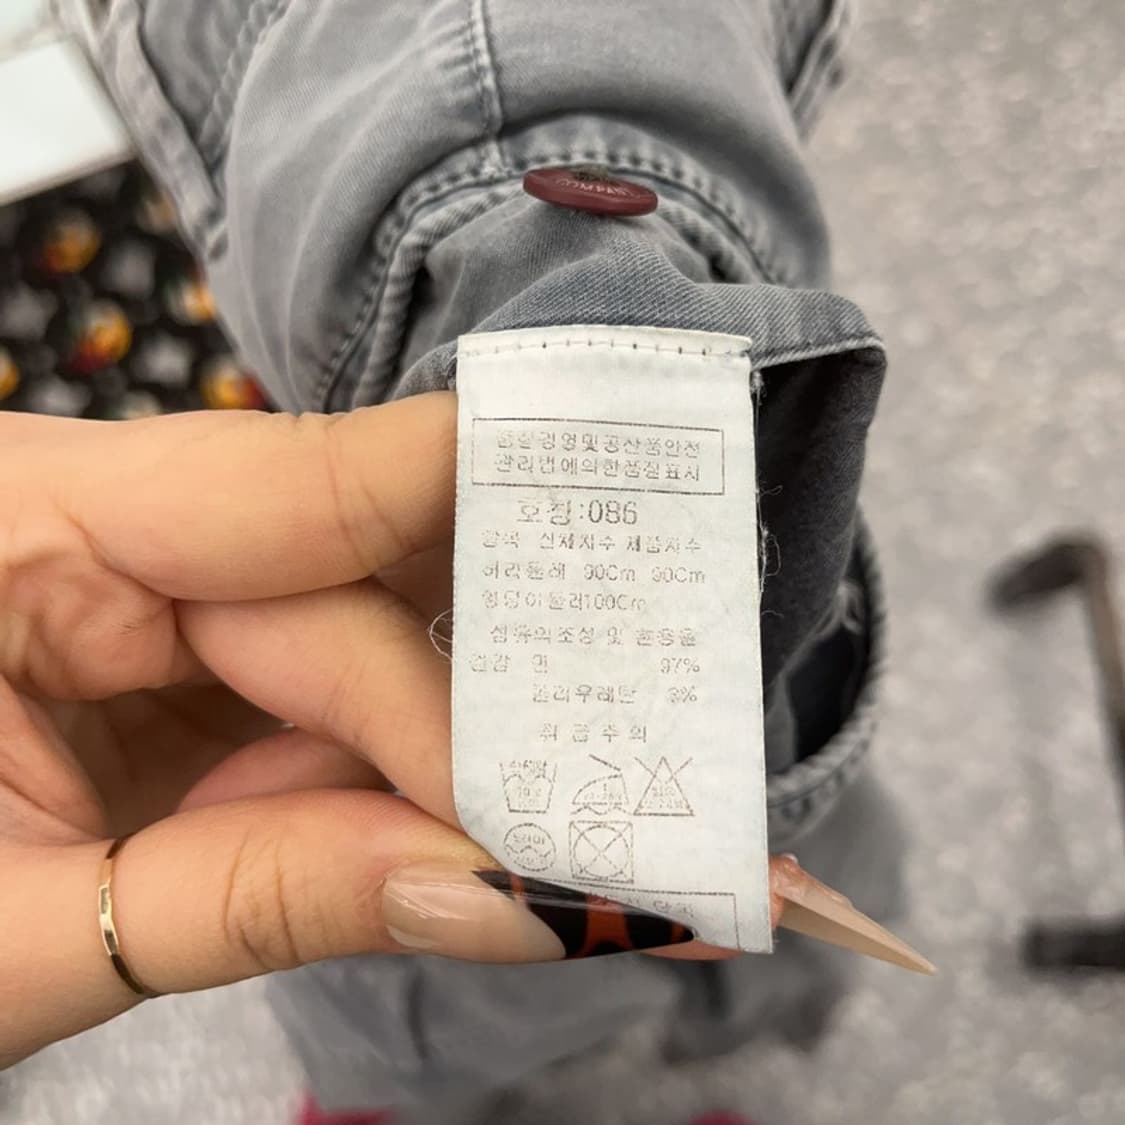 COMPANY
품질경영및공산품안전
관리법에의한품질표시
호칭:086
항목 신체치수 제품치수
허리둘레 90Cm 90Cm
엉덩이둘레100Cm
섬유의조성 및 혼용율
겉감 면 97%
폴리우레탄 3%
취급주의